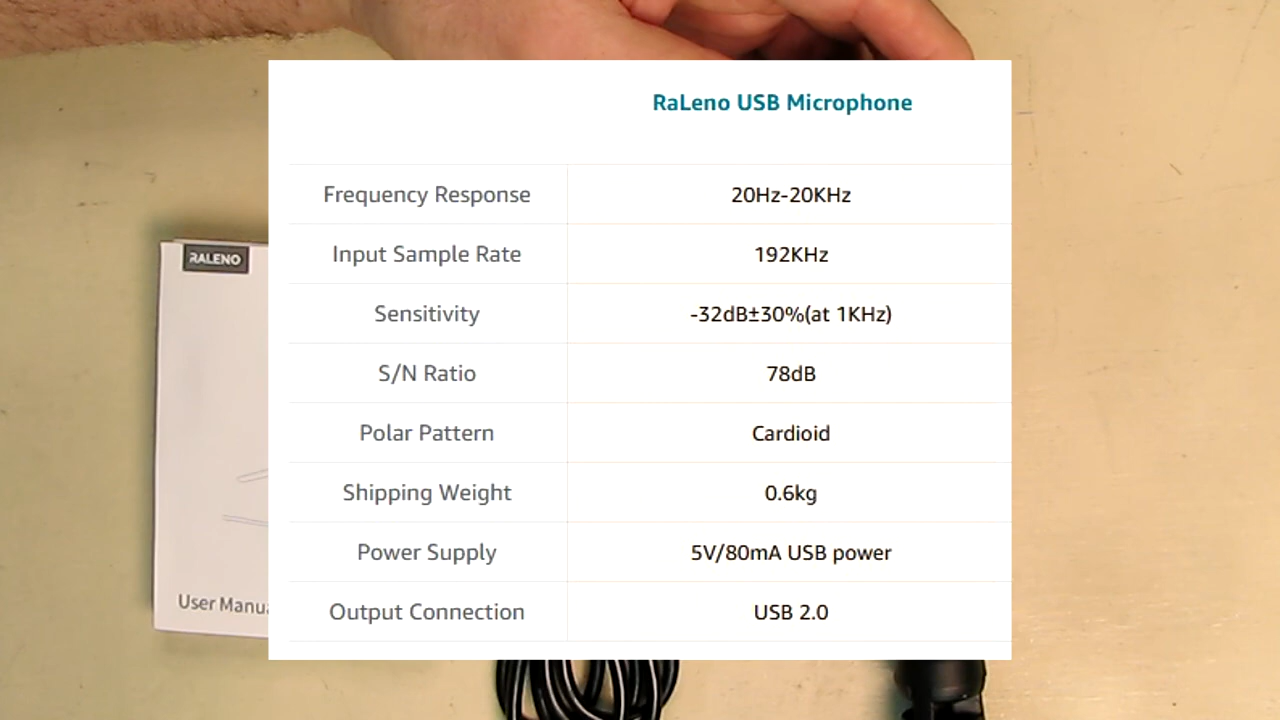 RaLeno USB Microphone
Frequency Response 20Hz-20KHz
Input Sample Rate 192KHz
Sensitivity -32dB±30%(at 1KHz)
S/N Ratio 78dB
Polar Pattern Cardioid
Shipping Weight 0.6kg
Power Supply 5V/80mA USB power
Output Connection USB 2.0
RALENO
User Manua